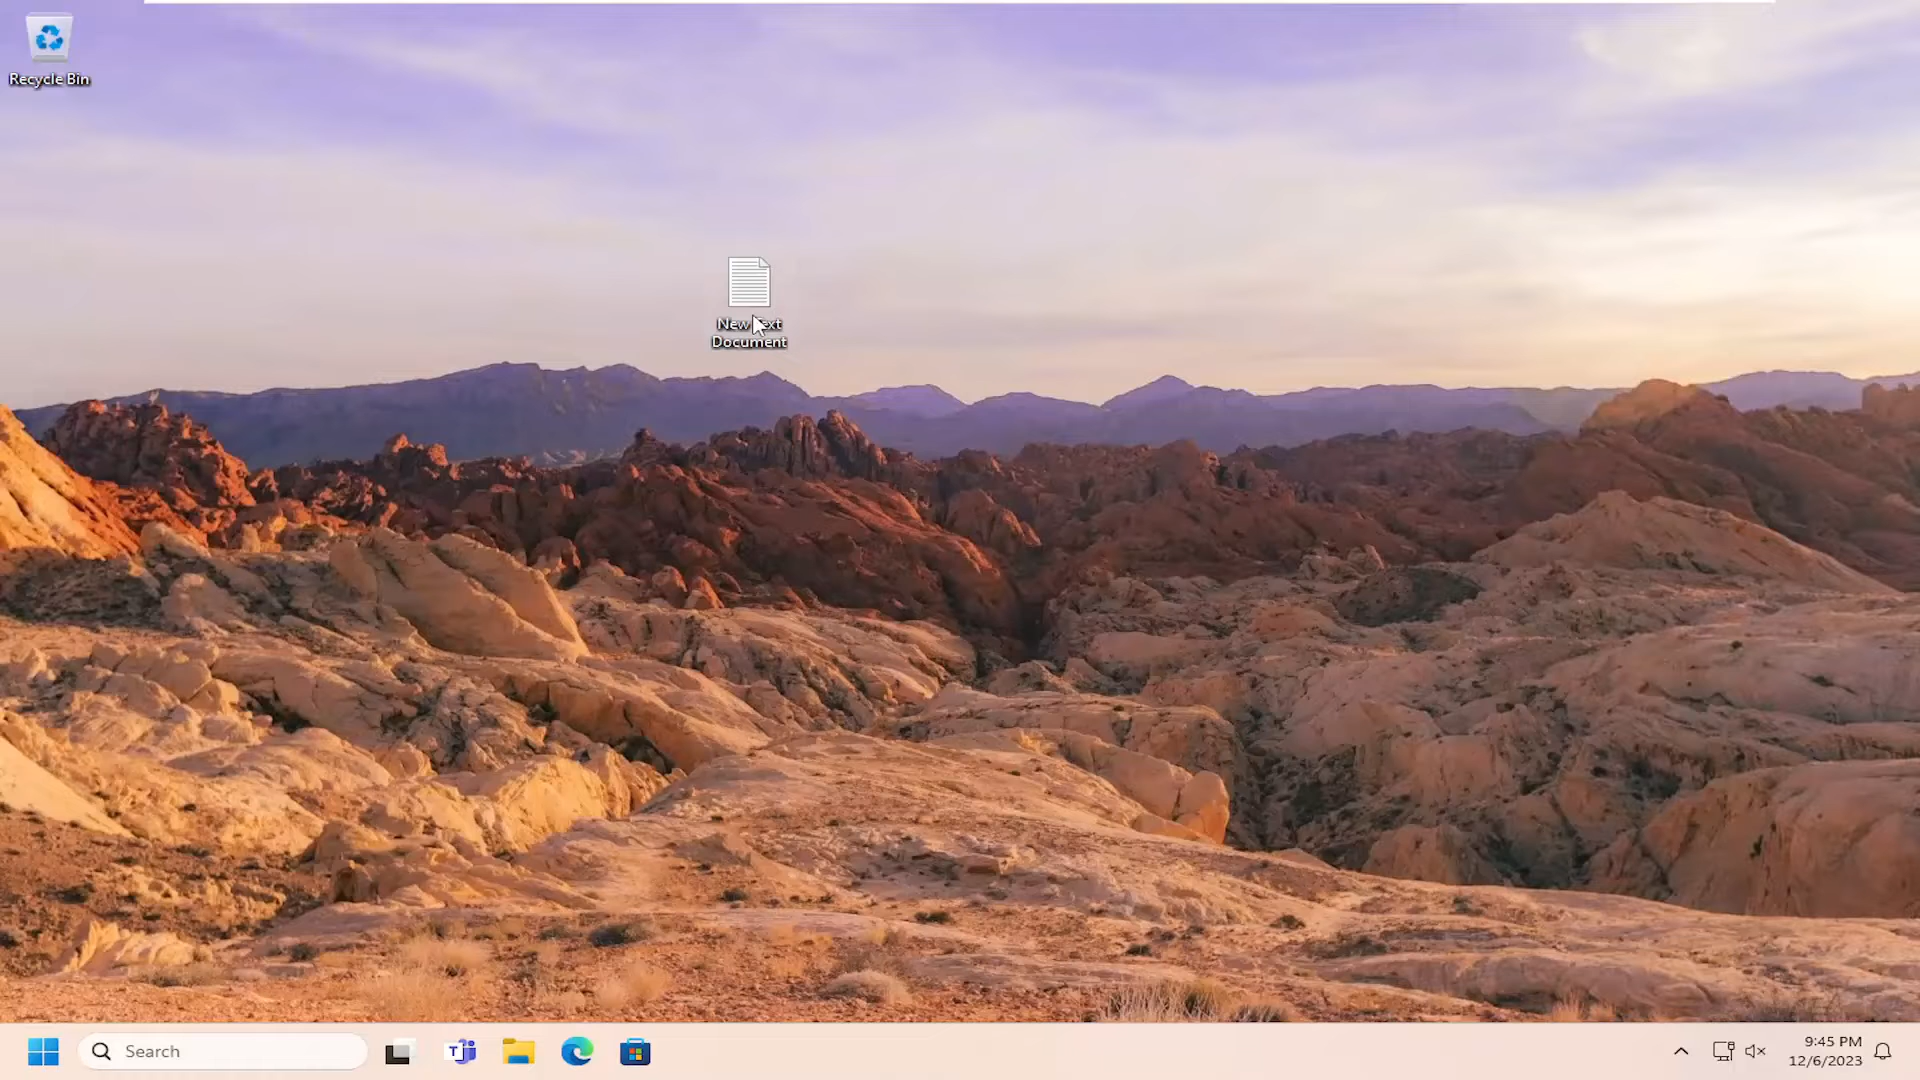 Recycle Bin
New Text
Document
Search
9:45 PM
12/6/2023